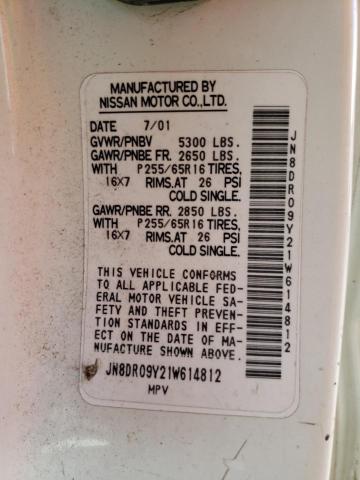 MANUFACTURED BY
NISSAN MOTOR CO.,LTD.
DATE 7/01
GVWR/PNBV 5300 LBS.
GAWR/PNBE FR. 2650 LBS.
WITH P255/65R16 TIRES,
16X7 RIMS.AT 26 PSI
COLD SINGLE.
GAWR/PNBE RR. 2850 LBS.
WITH P255/65R16 TIRES,
16X7 RIMS.AT 26 PSI
COLD SINGLE.
THIS VEHICLE CONFORMS
TO ALL APPLICABLE FED-
ERAL MOTOR VEHICLE SA-
FETY AND THEFT PREVEN-
TION STANDARDS IN EFF-
ECT ON THE DATE OF MA-
NUFACTURE SHOWN ABOVE.
JN8DR09Y21W614812
MPV
JN8DR09Y21W614812